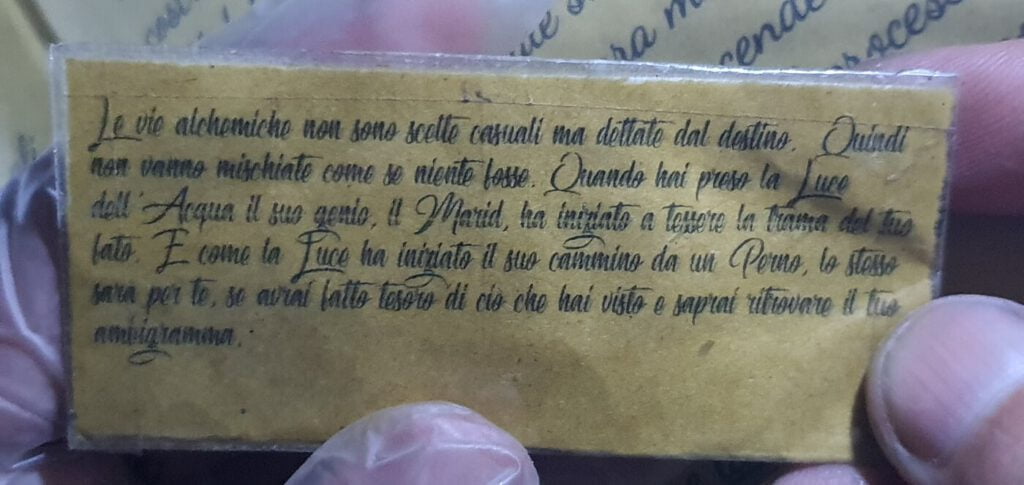 Le vie alchemiche non sono scelte casuali ma dettate dal destino. Quindi
non vanno mischiate come se niente fosse. Quando hai preso la Luce
dell'Acqua il suo genio, il Marid, ha iniziato a tessere la trama del tuo
fato. E come la Luce ha iniziato il suo cammino da un Perno, lo stesso
sara per te, se avrai fatto tesoro di cio che hai visto e saprai ritrovare il tuo
ambigramma.